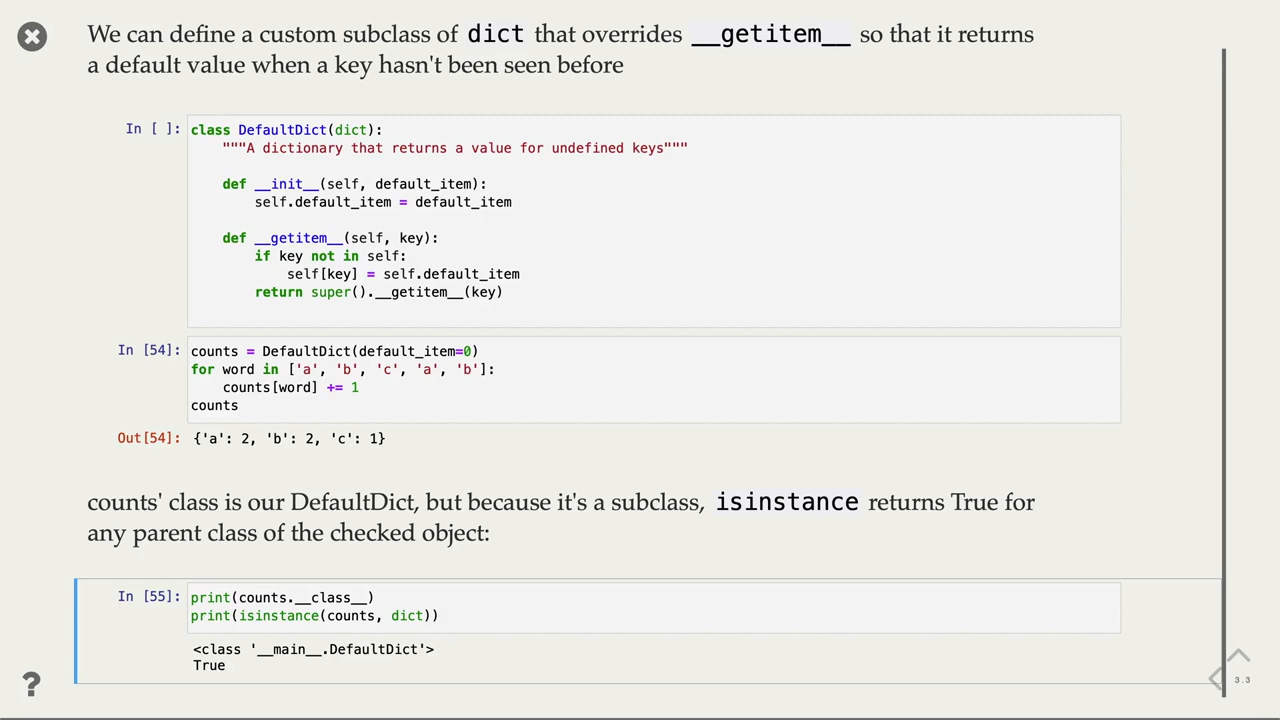 We can define a custom subclass of dict that overrides __getitem__ so that it returns
a default value when a key hasn't been seen before
In [ ]: class DefaultDict(dict):
    """A dictionary that returns a value for undefined keys"""
    def __init__(self, default_item):
        self.default_item = default_item
    def __getitem__(self, key):
        if key not in self:
            self[key] = self.default_item
        return super().__getitem__(key)
In [54]: counts = DefaultDict(default_item=0)
for word in ['a', 'b', 'c', 'a', 'b']:
    counts[word] += 1
counts
Out[54]: {'a': 2, 'b': 2, 'c': 1}
counts' class is our DefaultDict, but because it's a subclass, isinstance returns True for
any parent class of the checked object:
In [55]: print(counts.__class__)
print(isinstance(counts, dict))
<class '__main__.DefaultDict'>
True
?
3.3